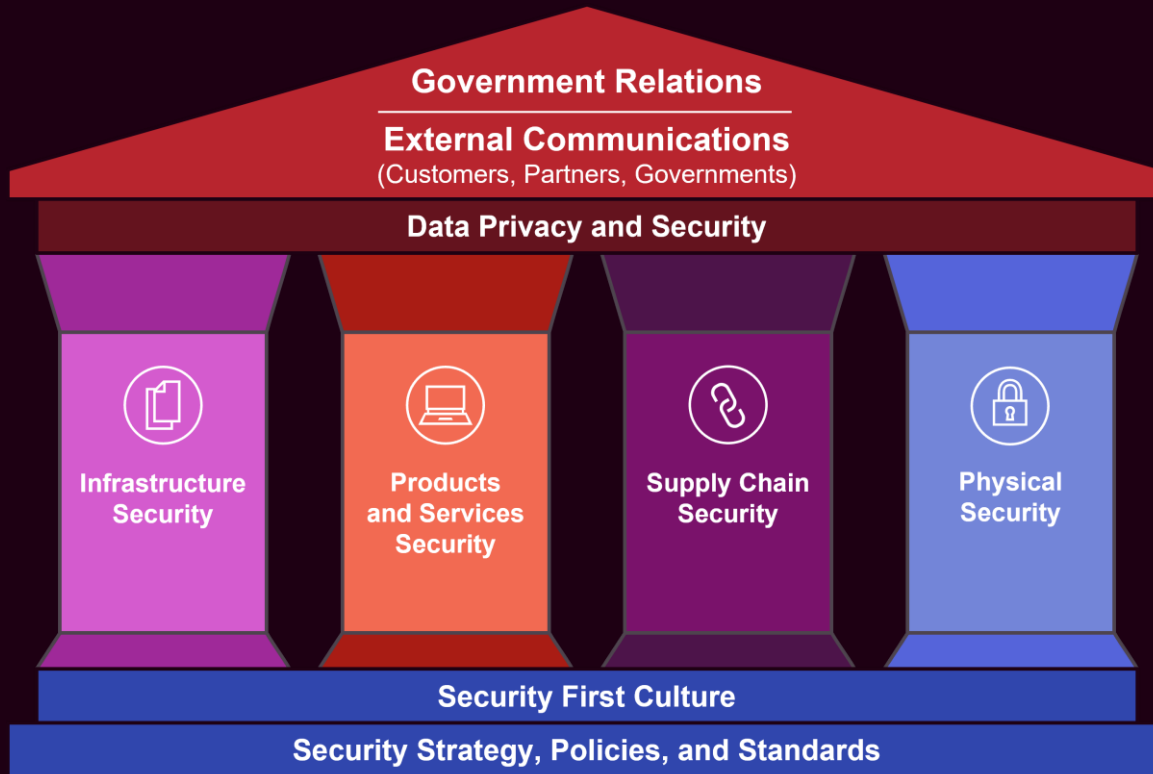 Government Relations
External Communications
(Customers, Partners, Governments)
Data Privacy and Security
Infrastructure
Security
Products
and Services
Security
Supply Chain
Security
Physical
Security
Security First Culture
Security Strategy, Policies, and Standards